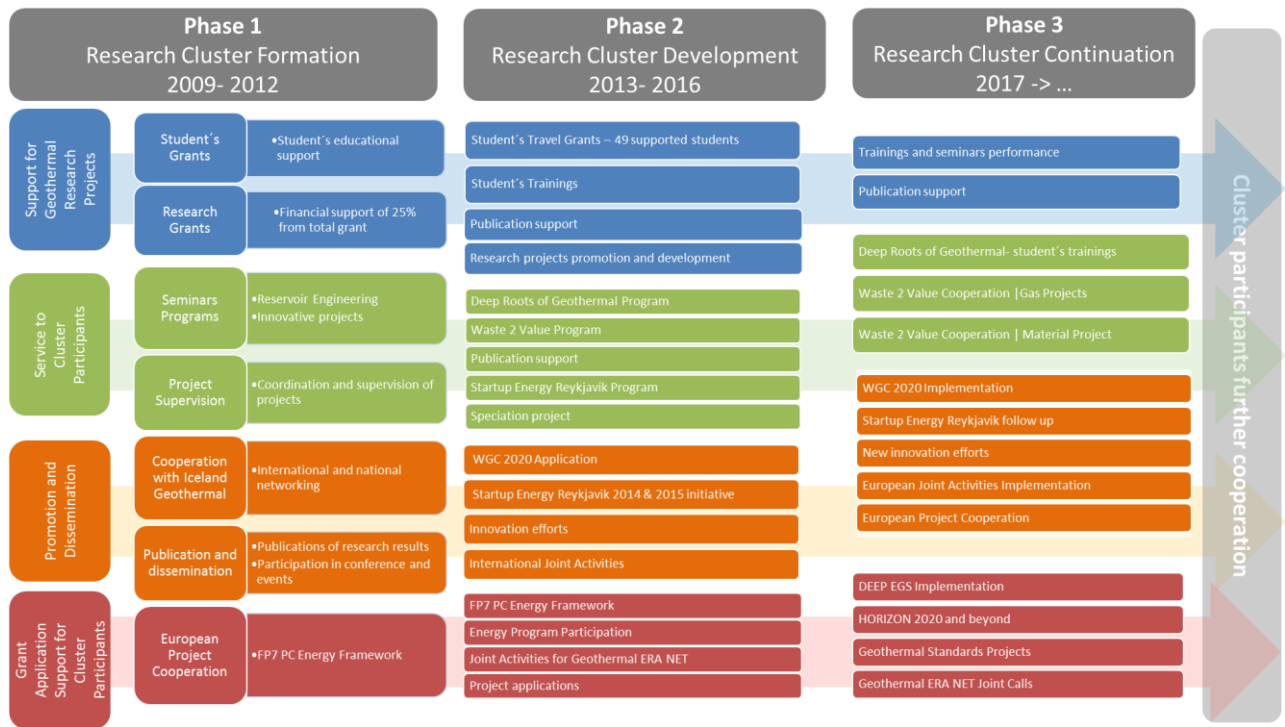 Phase 1
Research Cluster Formation
2009- 2012
Phase 2
Research Cluster Development
2013- 2016
Phase 3
Research Cluster Continuation
2017 -> ...
Support for
Geothermal
Research
Projects
Student´s
Grants
•Student's educational
support
Research
Grants
•Financial support of 25%
from total grant
Student´s Travel Grants – 49 supported students
Student's Trainings
Publication support
Research projects promotion and development
Trainings and seminars performance
Publication support
Service to
Cluster
Participants
Seminars
Programs
•Reservoir Engineering
•Innovative projects
Project
Supervision
•Coordination and supervision of
projects
Deep Roots of Geothermal Program
Waste 2 Value Program
Publication support
Startup Energy Reykjavik Program
Speciation project
Deep Roots of Geothermal- student´s trainings
Waste 2 Value Cooperation |Gas Projects
Waste 2 Value Cooperation | Material Project
Promotion and
Dissemination
Cooperation
with Iceland
Geothermal
•International and national
networking
Publication and
dissemination
•Publications of research results
•Participation in conference and
events
WGC 2020 Application
Startup Energy Reykjavik 2014 & 2015 initiative
Innovation efforts
International Joint Activities
WGC 2020 Implementation
Startup Energy Reykjavik follow up
New innovation efforts
European Joint Activities Implementation
European Project Cooperation
Grant
Application
Support for
Cluster
Participants
European
Project
Cooperation
•FP7 PC Energy Framework
FP7 PC Energy Framework
Energy Program Participation
Joint Activities for Geothermal ERA NET
Project applications
DEEP EGS Implementation
HORIZON 2020 and beyond
Geothermal Standards Projects
Geothermal ERA NET Joint Calls
Cluster participants further cooperation